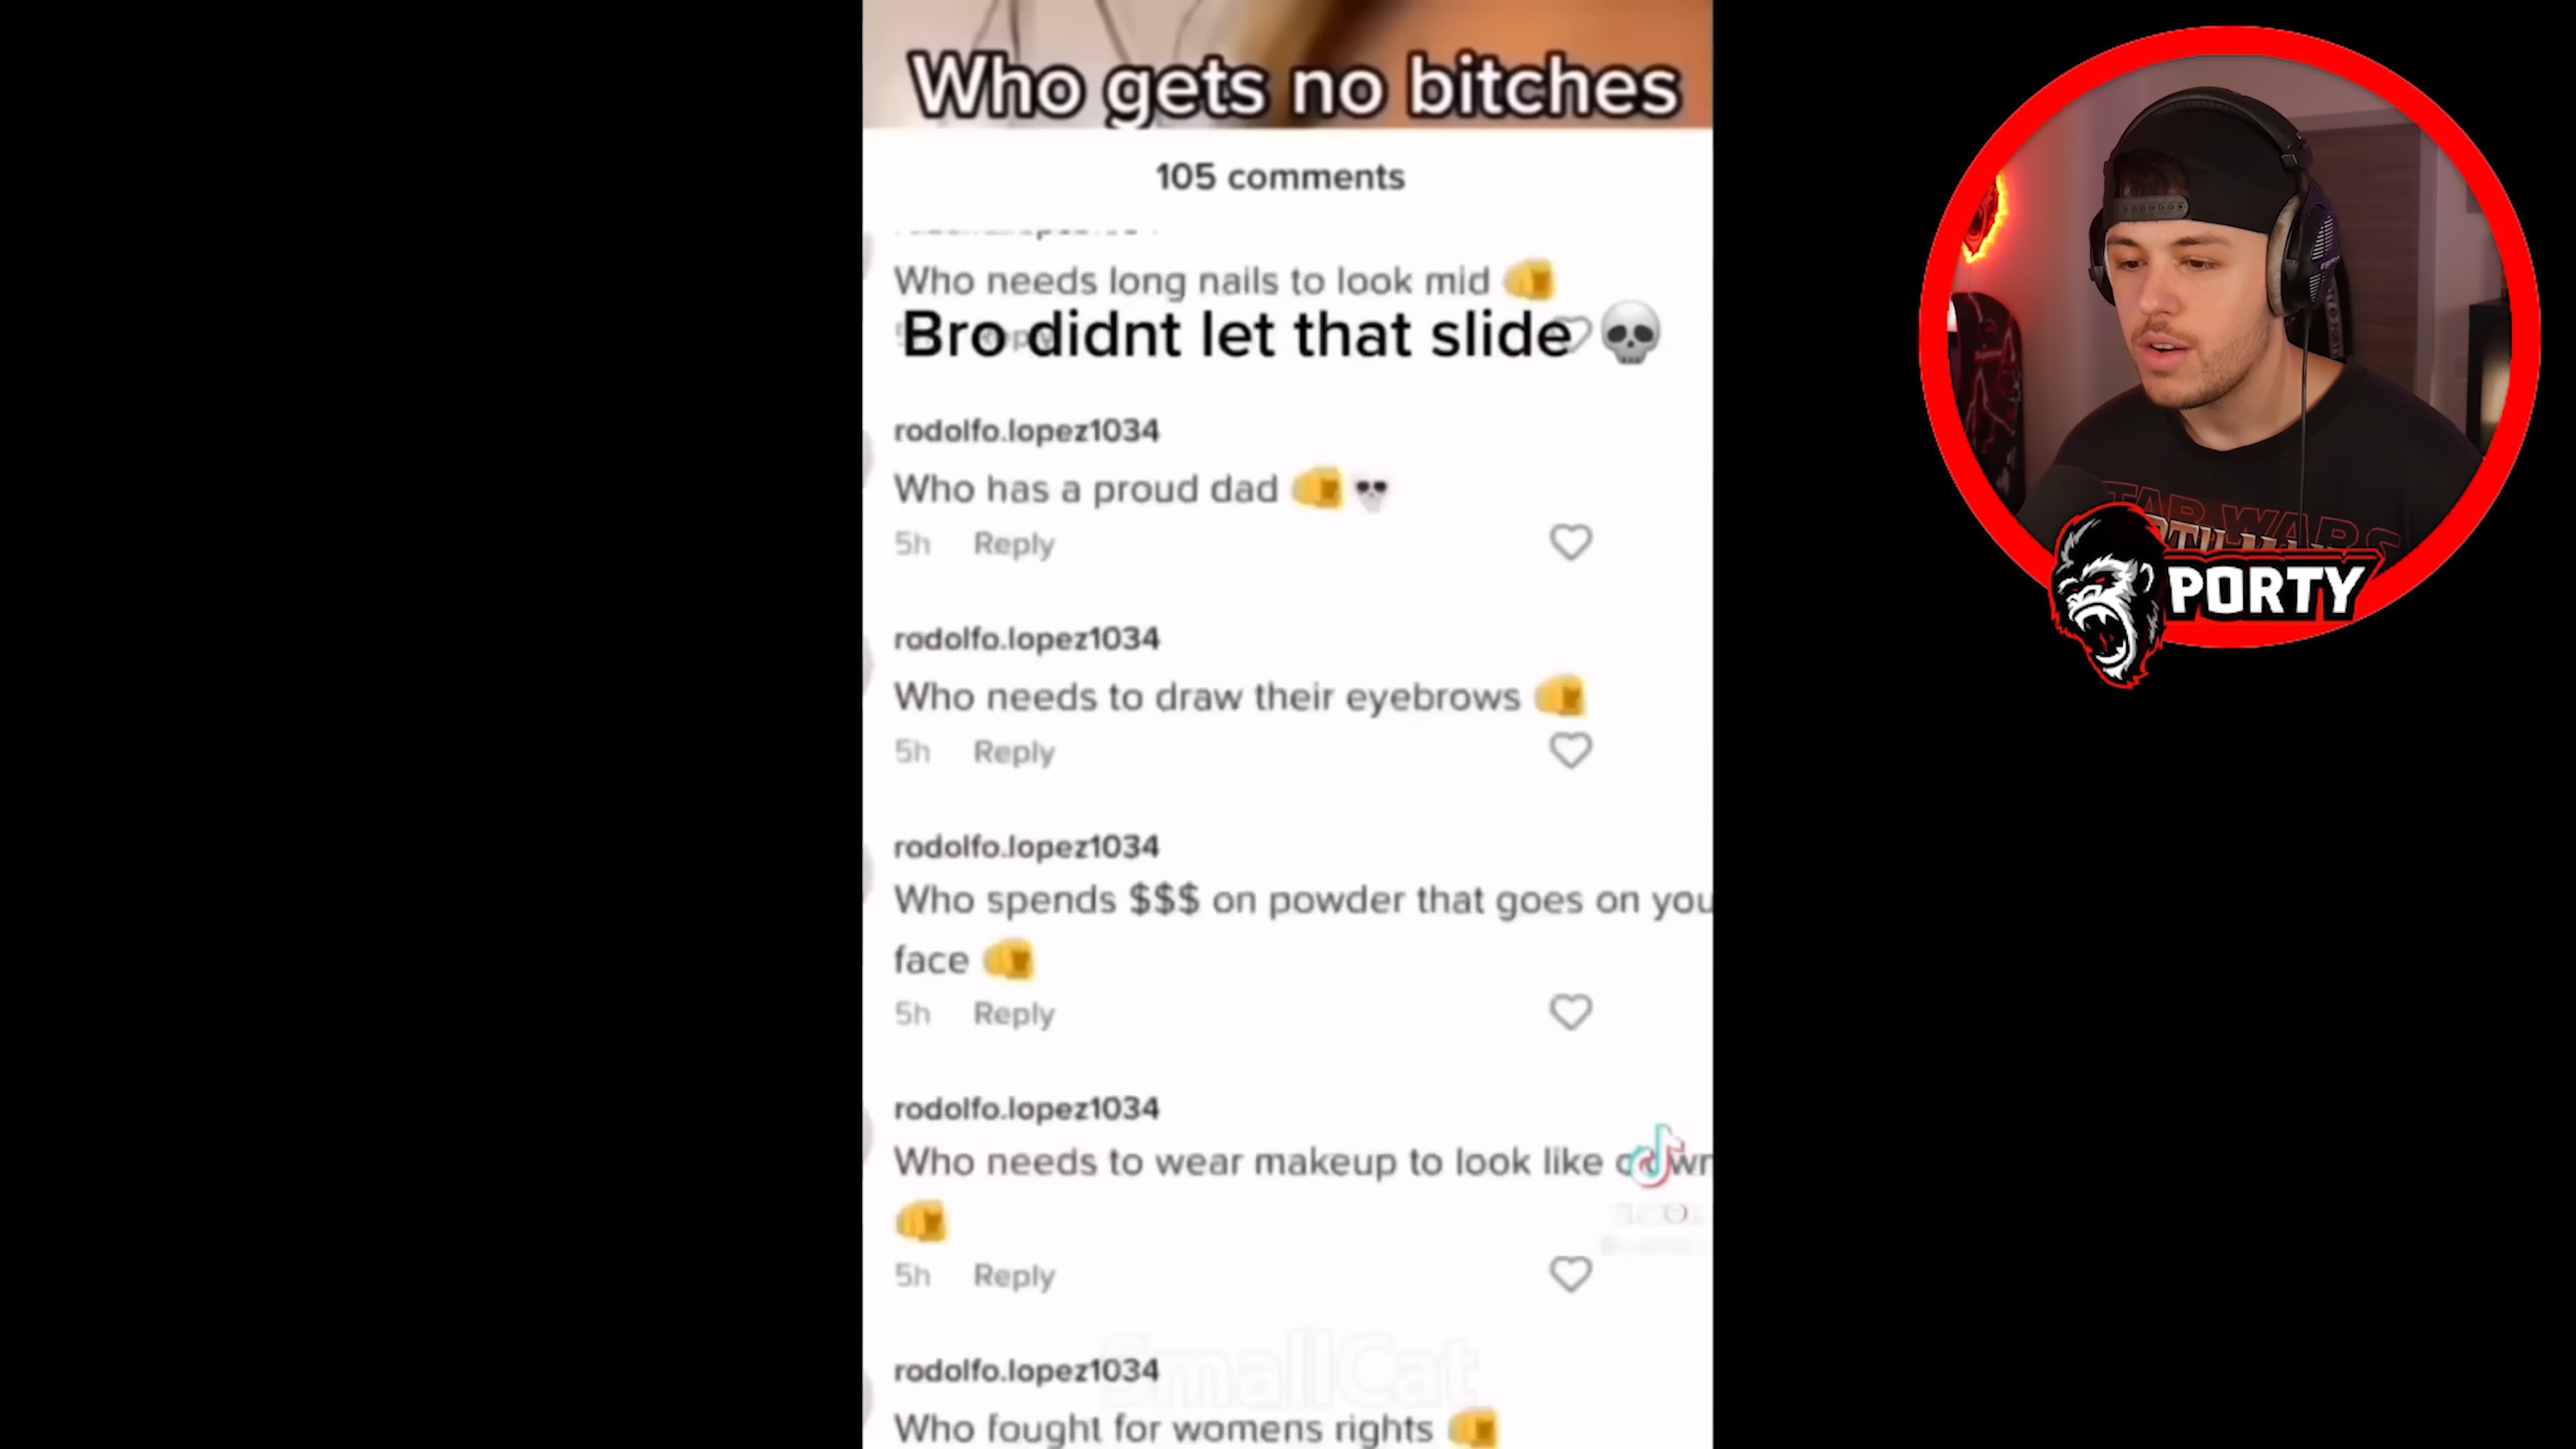 Who gets no bitches
105 comments
Who needs long nails to look mid
Bro didnt let that slide
rodolfo.lopez1034
Who has a proud dad
5h Reply
rodolfo.lopez1034
Who needs to draw their eyebrows
5h Reply
rodolfo.lopez1034
Who spends $$$ on powder that goes on you
face
5h Reply
rodolfo.lopez1034
Who needs to wear makeup to look like
5h Reply
SmallCat
rodolfo.lopez1034
Who fought for womens rights
STAR WARS
PORTY